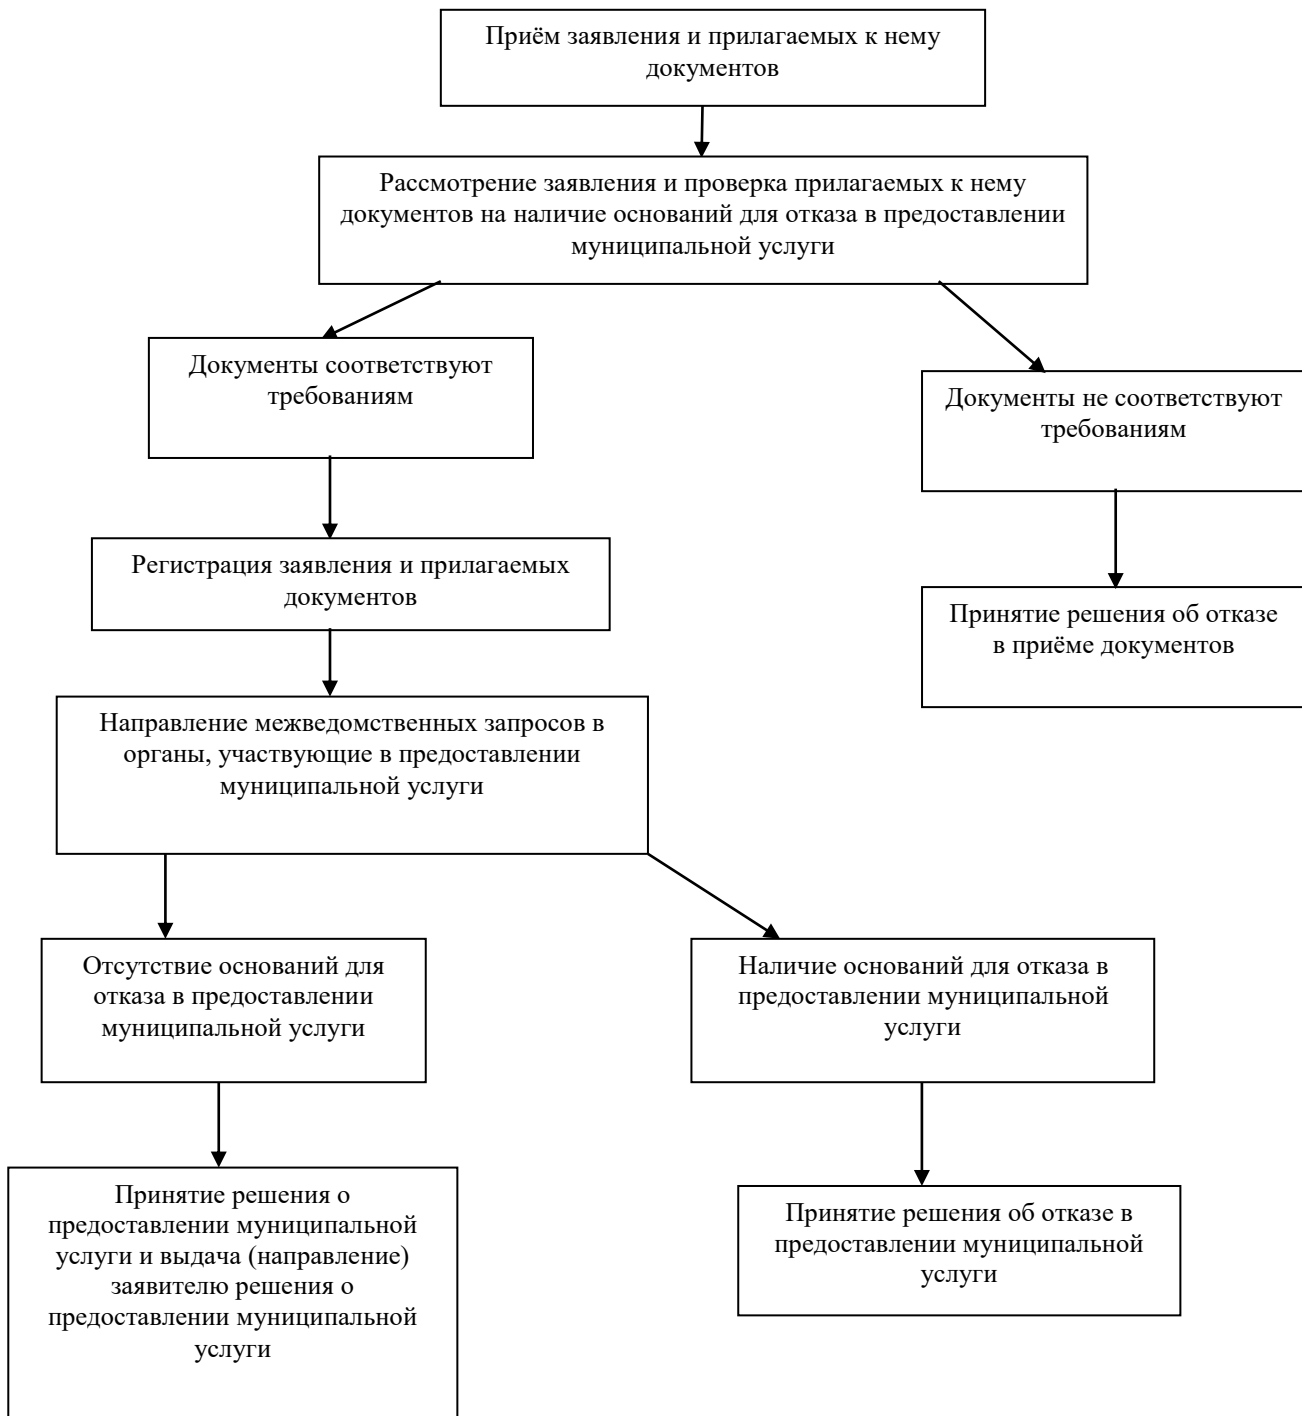 Приём заявления и прилагаемых к нему
документов
Рассмотрение заявления и проверка прилагаемых к нему
документов на наличие оснований для отказа в предоставлении
муниципальной услуги
Документы соответствуют
требованиям
Документы не соответствуют
требованиям
Регистрация заявления и прилагаемых
документов
Принятие решения об отказе
в приёме документов
Направление межведомственных запросов в
органы, участвующие в предоставлении
муниципальной услуги
Отсутствие оснований для
отказа в предоставлении
муниципальной услуги
Наличие оснований для отказа в
предоставлении муниципальной
услуги
Принятие решения о
предоставлении муниципальной
услуги и выдача (направление)
заявителю решения о
предоставлении муниципальной
услуги
Принятие решения об отказе в
предоставлении муниципальной
услуги